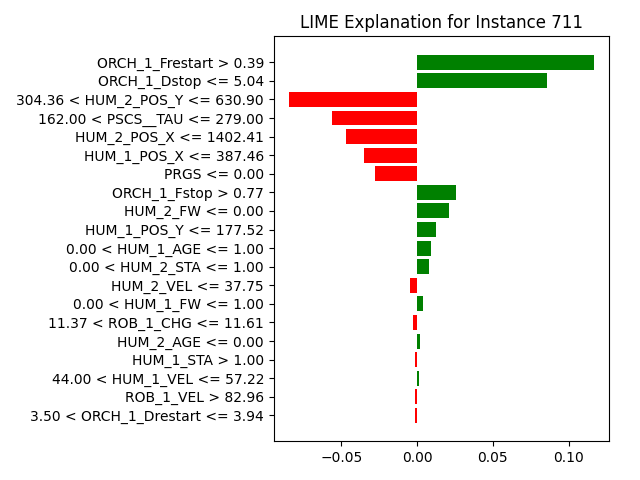 LIME Explanation for Instance 711
ORCH_1_Frestart > 0.39
ORCH_1_Dstop <= 5.04
304.36 < HUM_2_POS_Y <= 630.90
162.00 < PSCS__TAU <= 279.00
HUM_2_POS_X <= 1402.41
HUM_1_POS_X <= 387.46
PRGS <= 0.00
ORCH_1_Fstop > 0.77
HUM_2_FW <= 0.00
HUM_1_POS_Y <= 177.52
0.00 < HUM_1_AGE <= 1.00
0.00 < HUM_2_STA <= 1.00
HUM_2_VEL <= 37.75
0.00 < HUM_1_FW <= 1.00
11.37 < ROB_1_CHG <= 11.61
HUM_2_AGE <= 0.00
HUM_1_STA > 1.00
44.00 < HUM_1_VEL <= 57.22
ROB_1_VEL > 82.96
3.50 < ORCH_1_Drestart <= 3.94
−0.05 0.00 0.05 0.10